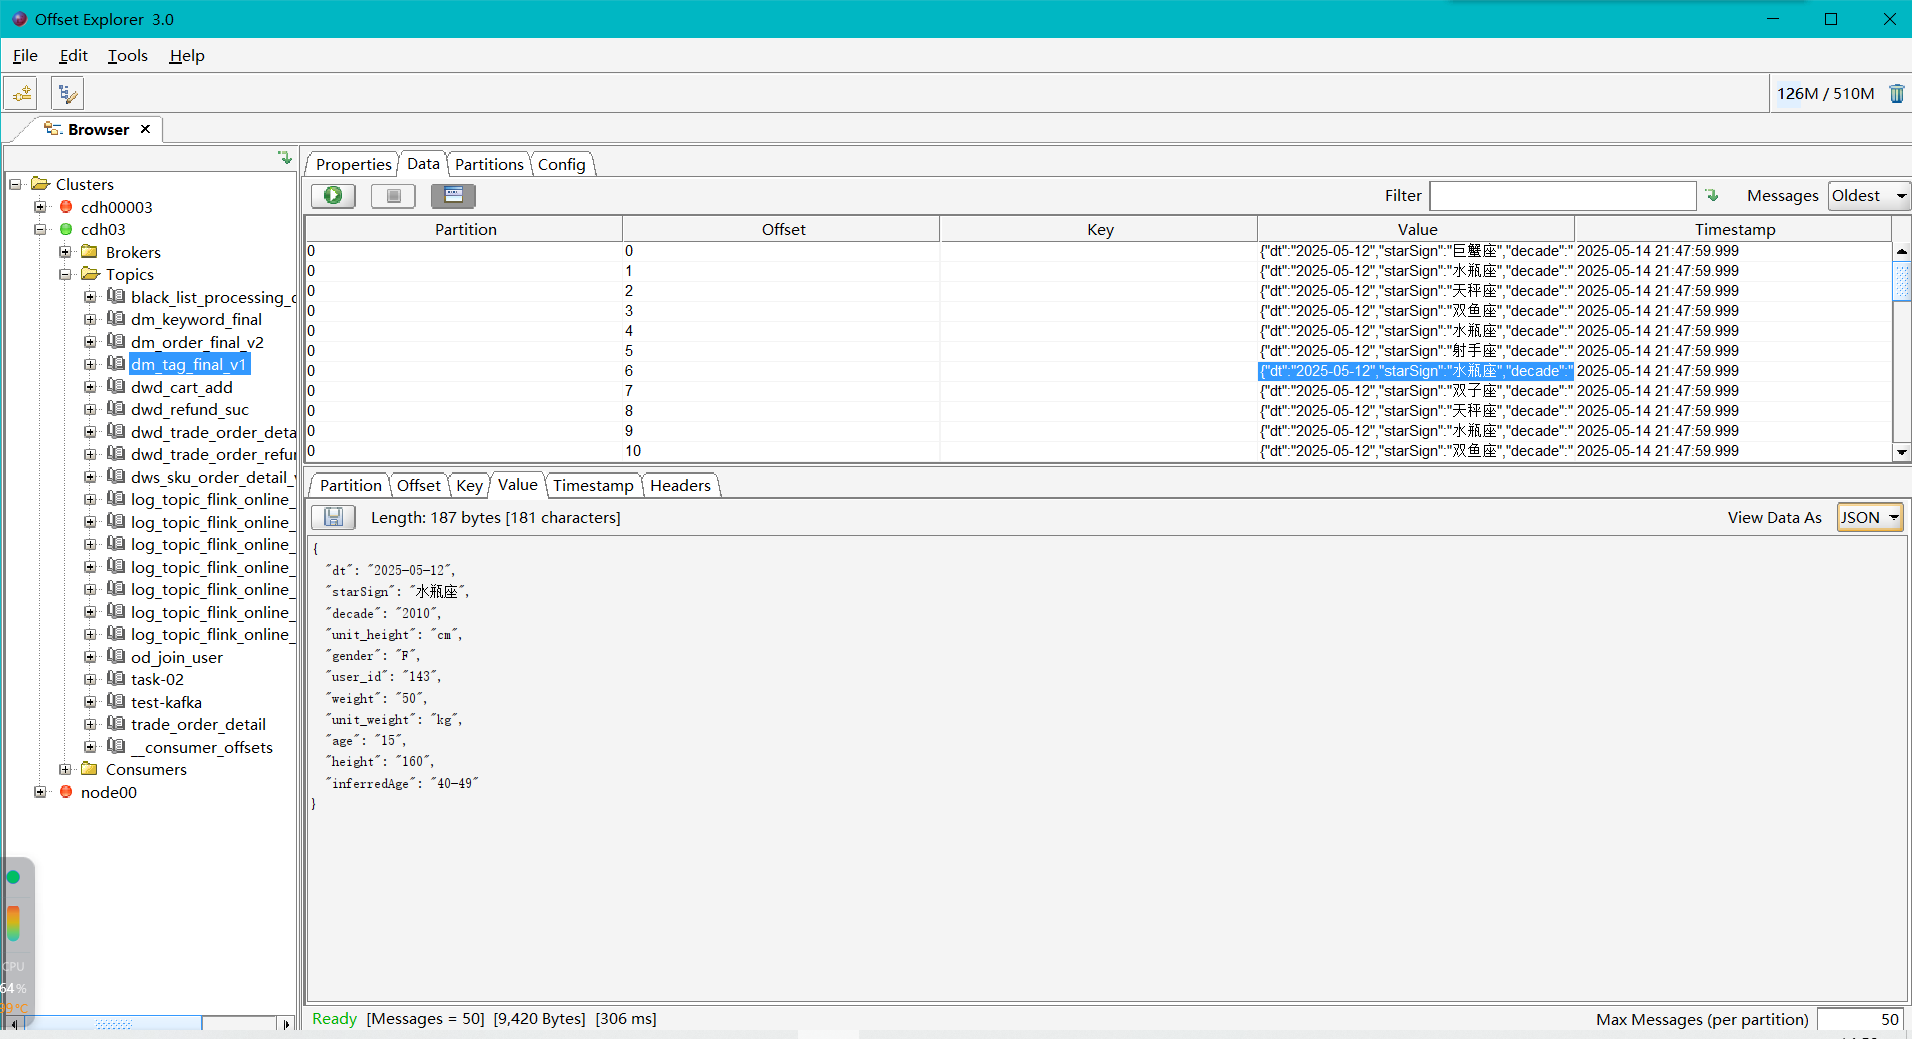 Offset Explorer  3.0
File Edit Tools Help
126M / 510M
Browser
Clusters
cdh00003
cdh03
Brokers
Topics
black_list_processing_
dm_keyword_final
dm_order_final_v2
dm_tag_final_v1
dwd_cart_add
dwd_refund_suc
dwd_trade_order_deta
dwd_trade_order_refu
dws_sku_order_detail_
log_topic_flink_online_
log_topic_flink_online_
log_topic_flink_online_
log_topic_flink_online_
log_topic_flink_online_
log_topic_flink_online_
log_topic_flink_online_
od_join_user
task-02
test-kafka
trade_order_detail
__consumer_offsets
Consumers
node00
CPU
64%
Properties Data Partitions Config
Filter Messages Oldest
Partition Offset Key Value Timestamp
0 0 {"dt":"2025-05-12","starSign":"巨蟹座","decade":" 2025-05-14 21:47:59.999
0 1 {"dt":"2025-05-12","starSign":"水瓶座","decade":" 2025-05-14 21:47:59.999
0 2 {"dt":"2025-05-12","starSign":"天秤座","decade":" 2025-05-14 21:47:59.999
0 3 {"dt":"2025-05-12","starSign":"双鱼座","decade":" 2025-05-14 21:47:59.999
0 4 {"dt":"2025-05-12","starSign":"水瓶座","decade":" 2025-05-14 21:47:59.999
0 5 {"dt":"2025-05-12","starSign":"射手座","decade":" 2025-05-14 21:47:59.999
0 6 {"dt":"2025-05-12","starSign":"水瓶座","decade":" 2025-05-14 21:47:59.999
0 7 {"dt":"2025-05-12","starSign":"双子座","decade":" 2025-05-14 21:47:59.999
0 8 {"dt":"2025-05-12","starSign":"天秤座","decade":" 2025-05-14 21:47:59.999
0 9 {"dt":"2025-05-12","starSign":"水瓶座","decade":" 2025-05-14 21:47:59.999
0 10 {"dt":"2025-05-12","starSign":"双鱼座","decade":" 2025-05-14 21:47:59.999
Partition Offset Key Value Timestamp Headers
Length: 187 bytes [181 characters] View Data As JSON
{
"dt": "2025-05-12",
"starSign": "水瓶座",
"decade": "2010",
"unit_height": "cm",
"gender": "F",
"user_id": "143",
"weight": "50",
"unit_weight": "kg",
"age": "15",
"height": "160",
"inferredAge": "40-49"
}
Ready [Messages = 50] [9,420 Bytes] [306 ms] Max Messages (per partition) 50